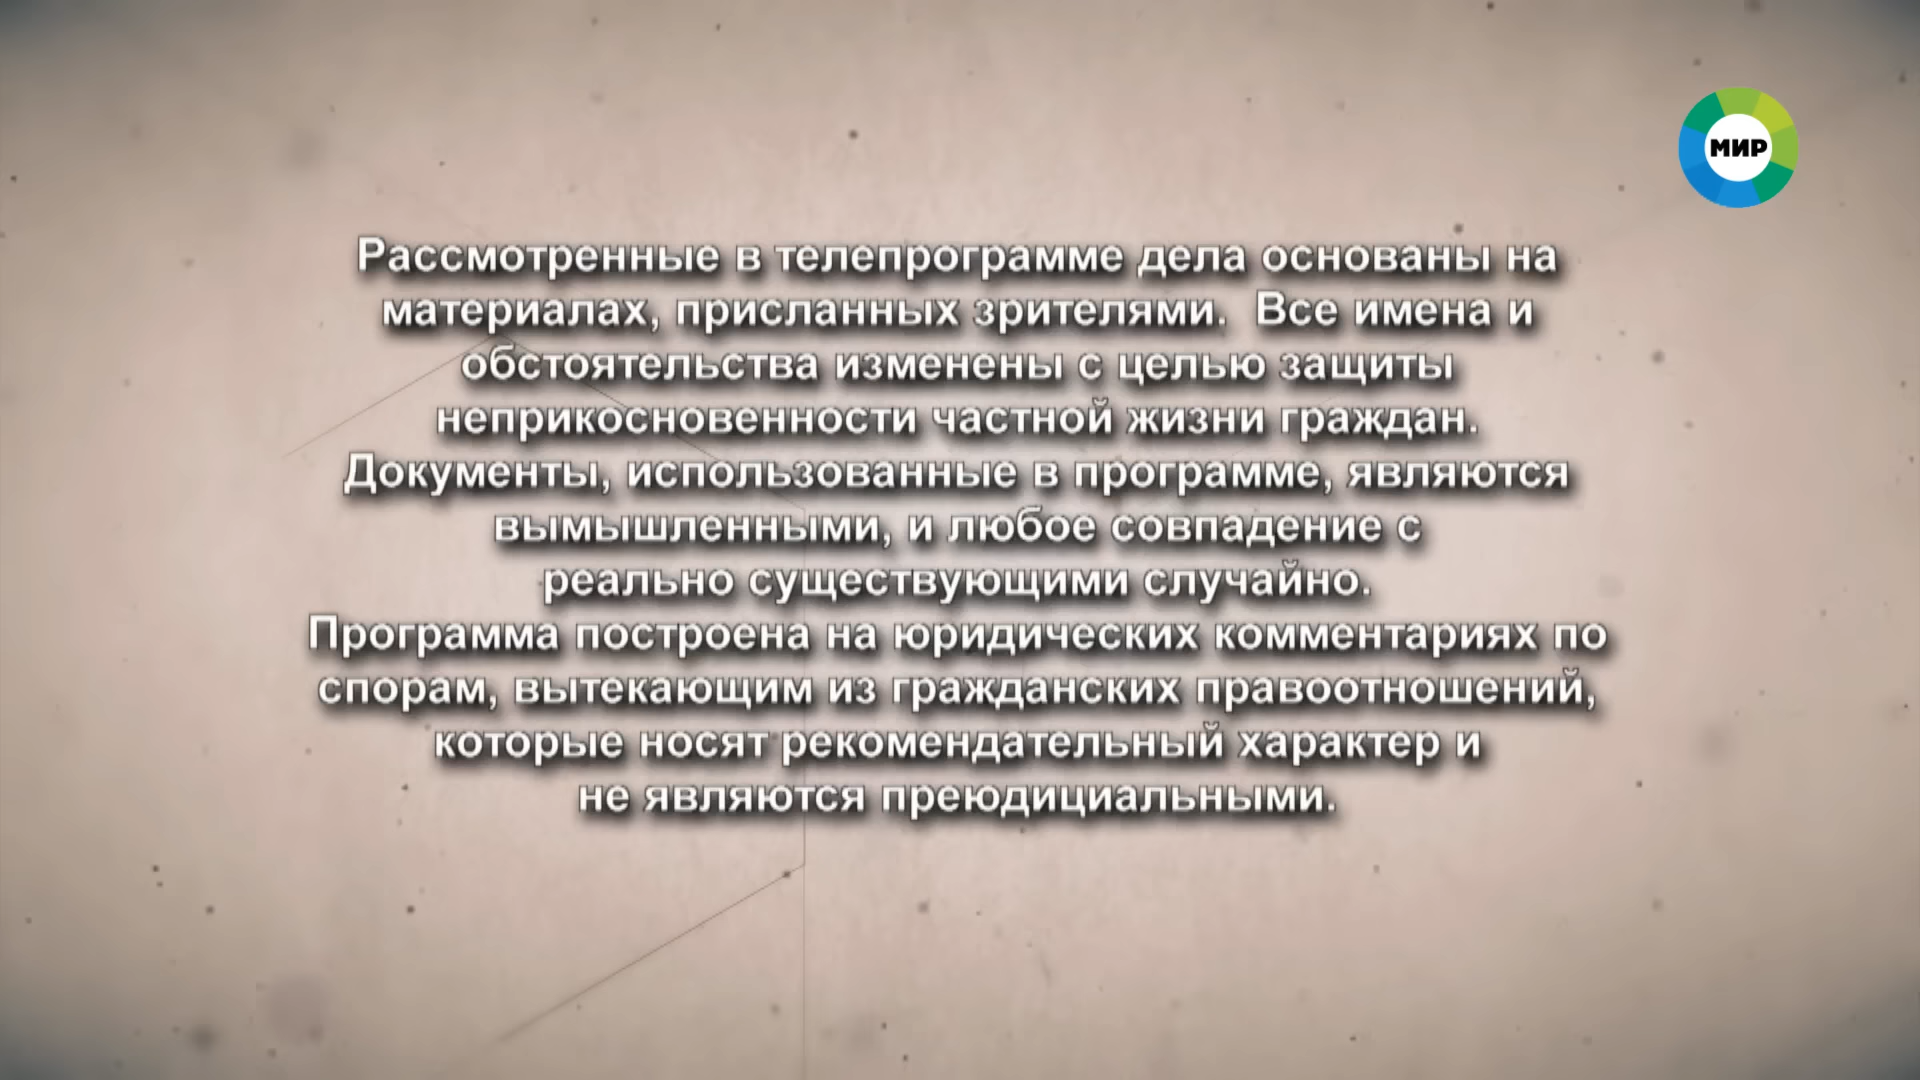 МИР
Рассмотренные в телепрограмме дела основаны на
материалах, присланных зрителями.  Все имена и
обстоятельства изменены с целью защиты
неприкосновенности частной жизни граждан.
Документы, использованные в программе, являются
вымышленными, и любое совпадение с
реально существующими случайно.
Программа построена на юридических комментариях по
спорам, вытекающим из гражданских правоотношений,
которые носят рекомендательный характер и
не являются преюдициальными.